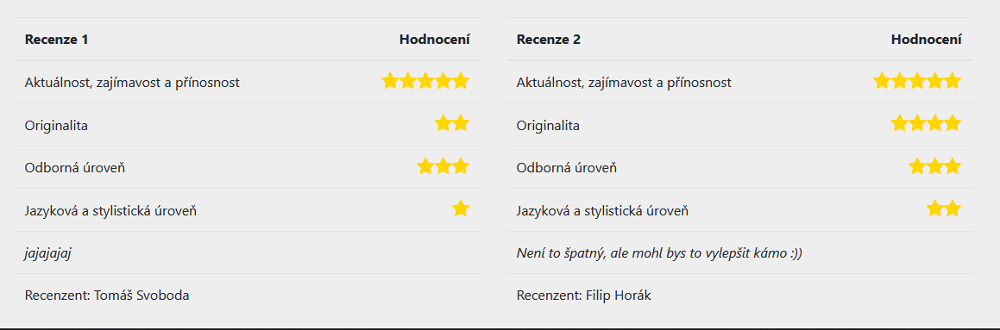 Recenze 1 Hodnocení
Aktuálnost, zajímavost a přínosnost
Originalita
Odborná úroveň
Jazyková a stylistická úroveň
jajajajaj
Recenzent: Tomáš Svoboda
Recenze 2 Hodnocení
Aktuálnost, zajímavost a přínosnost
Originalita
Odborná úroveň
Jazyková a stylistická úroveň
Není to špatný, ale mohl bys to vylepšit kámo :))
Recenzent: Filip Horák